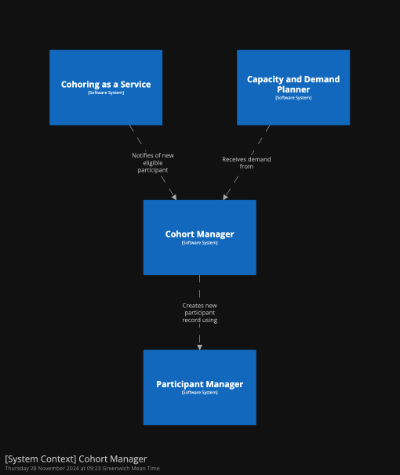 Cohoring as a Service
[Software System]
Capacity and Demand
Planner
[Software System]
Notifies of new
eligible
participant
Receives demand
from
Cohort Manager
[Software System]
Creates new
participant
record using
Participant Manager
[Software System]
[System Context] Cohort Manager
Thursday 28 November 2024 at 09:23 Greenwich Mean Time